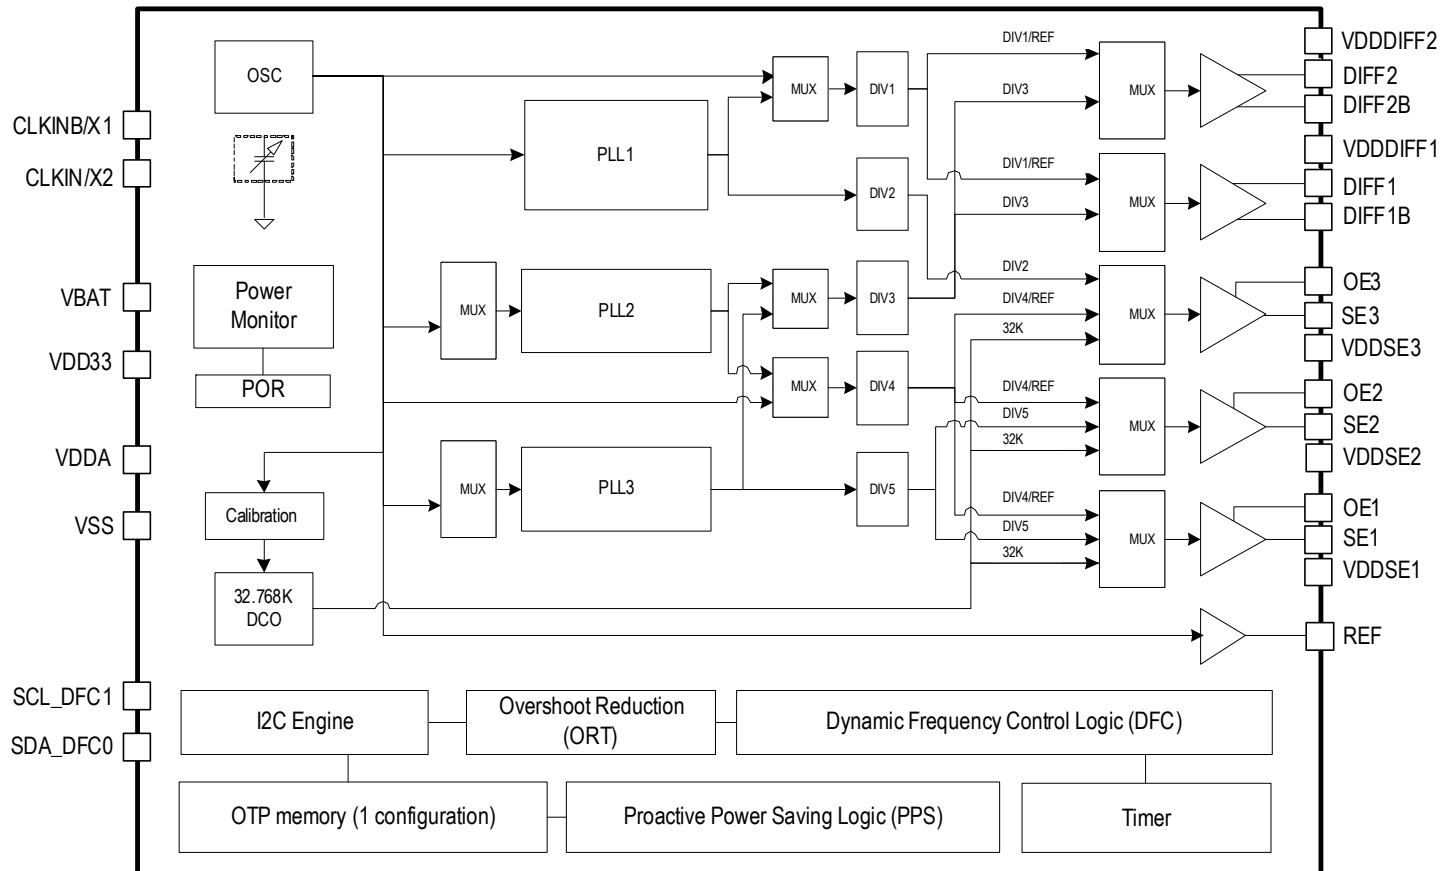 VDDDIFF2
DIV1/REF
OSC
DIFF2
MUX
DIV1
DIV3
MUX
DIFF2B
CLKINB/X1
PLL1
VDDDIFF1
DIV1/REF
CLKIN/X2
DIFF1
DIV2
DIV3
MUX
DIFF1B
DIV2
OE3
VBAT
Power
Monitor
MUX
PLL2
MUX
DIV3
DIV4/REF
MUX
SE3
32K
VDD33
VDDSE3
POR
MUX
DIV4
DIV4/REF
OE2
DIV5
MUX
SE2
32K
VDDA
VDDSE2
MUX
PLL3
DIV5
DIV4/REF
OE1
Calibration
VSS
DIV5
MUX
SE1
32K
VDDSE1
32.768K
DCO
REF
SCL_DFC1
I2C Engine
Overshoot Reduction
(ORT)
Dynamic Frequency Control Logic (DFC)
SDA_DFC0
OTP memory (1 configuration)
Proactive Power Saving Logic (PPS)
Timer